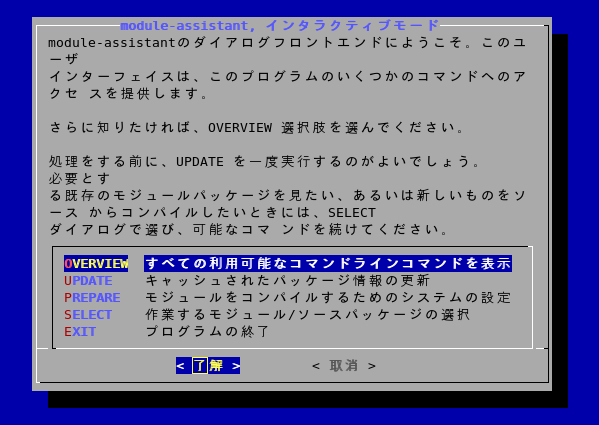 module-assistant, インタラクティブモード
module-assistantのダイアログフロントエンドにようこそ。このユ
ーザ
インターフェイスは、このプログラムのいくつかのコマンドへのア
クセ スを提供します。
さらに知りたければ、OVERVIEW 選択肢を選んでください。
処理をする前に、UPDATE を一度実行するのがよいでしょう。
必要とす
る既存のモジュールパッケージを見たい、あるいは新しいものをソ
ース からコンパイルしたいときには、SELECT
ダイアログで選び、可能なコマ ンドを続けてください。
OVERVIEW すべての利用可能なコマンドラインコマンドを表示
UPDATE キャッシュされたパッケージ情報の更新
PREPARE モジュールをコンパイルするためのシステムの設定
SELECT 作業するモジュール/ソースパッケージの選択
EXIT プログラムの終了
< 了解 > < 取消 >